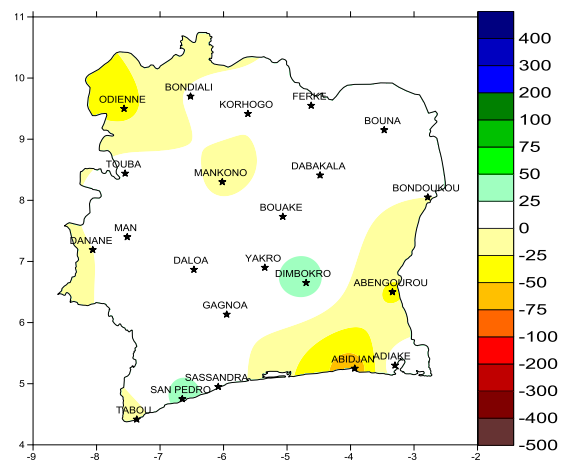 11
400
10
BONDIALI
FERKE
300
ODIENNE
KORHOGO
200
BOUNA
100
9
75
TOUBA
MANKONO
DABAKALA
50
8
BONDOUKOU
25
BOUAKE
MAN
0
DANANE
7
DALOA
YAKRO
-25
DIMBOKRO
ABENGOUROU
-50
GAGNOA
-75
6
-100
ABIDJAN
ADIAKE
-200
5
SASSANDRA
SAN PEDRO
-300
TABOU
-400
4
-500
-9 -8 -7 -6 -5 -4 -3 -2